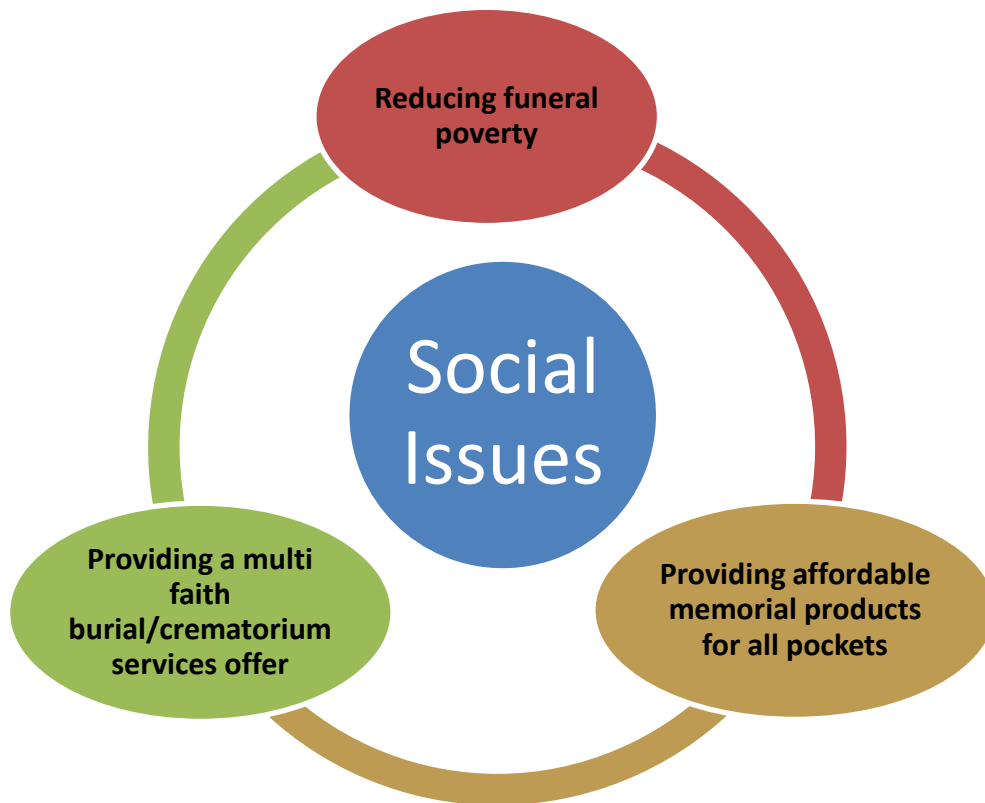 Reducing funeral
poverty
Social
Issues
Providing a multi
faith
burial/crematorium
services offer
Providing affordable
memorial products
for all pockets